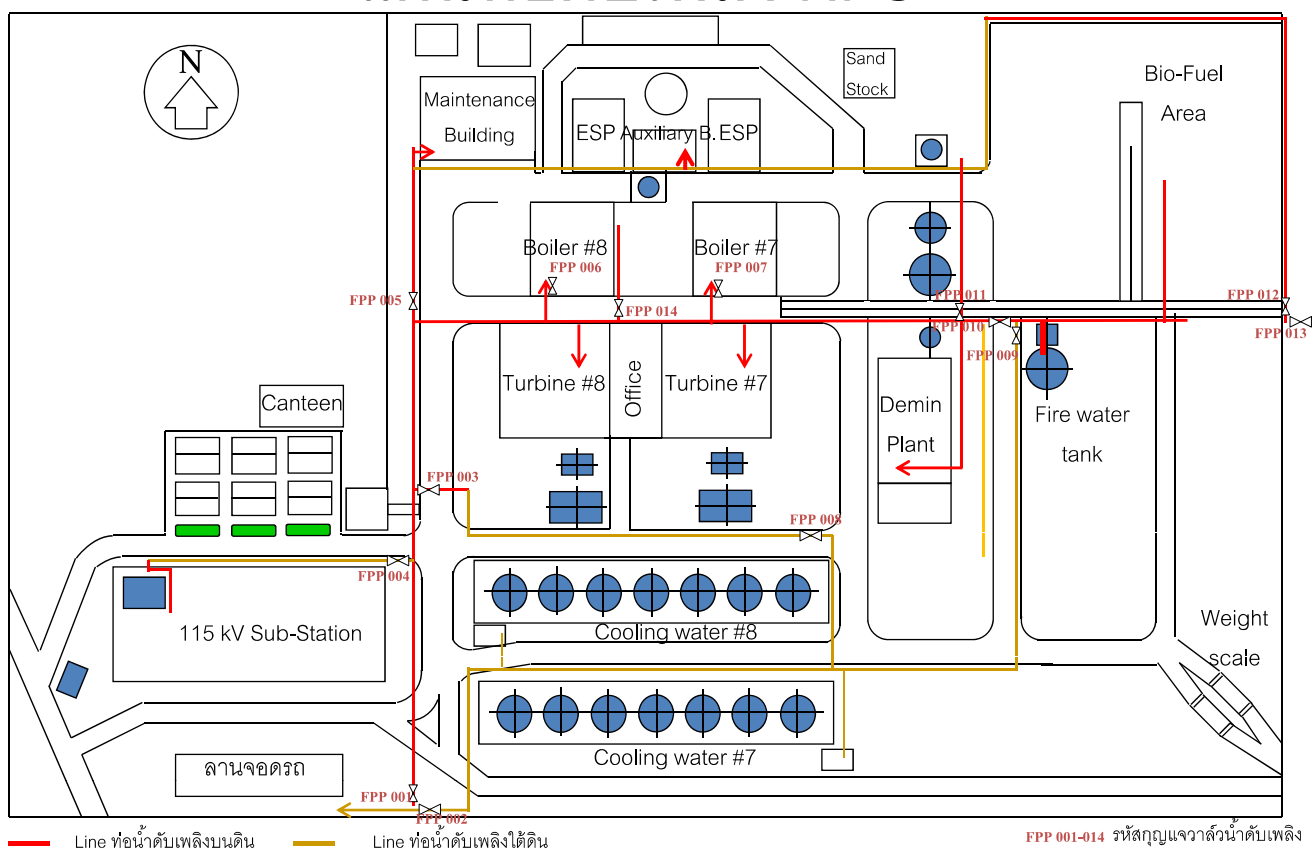 N
Sand
Stock
Bio-Fuel
Area
Maintenance
Building
ESP
Auxiliary B.
ESP
Boiler #8
Boiler #7
FPP 006
FPP 007
FPP 005
FPP 014
FPP 011
FPP 010
FPP 009
FPP 012
FPP 013
Turbine #8
Office
Turbine #7
Canteen
Demin
Plant
Fire water
tank
FPP 003
FPP 008
FPP 004
115 kV Sub-Station
Cooling water #8
Weight
scale
Cooling water #7
ลานจอดรถ
FPP 001
FPP 002
Line ท่อน้ำดับเพลิงบนดิน
Line ท่อน้ำดับเพลิงใต้ดิน
FPP 001-014 รหัสกุญแจวาล์วน้ำดับเพลิง